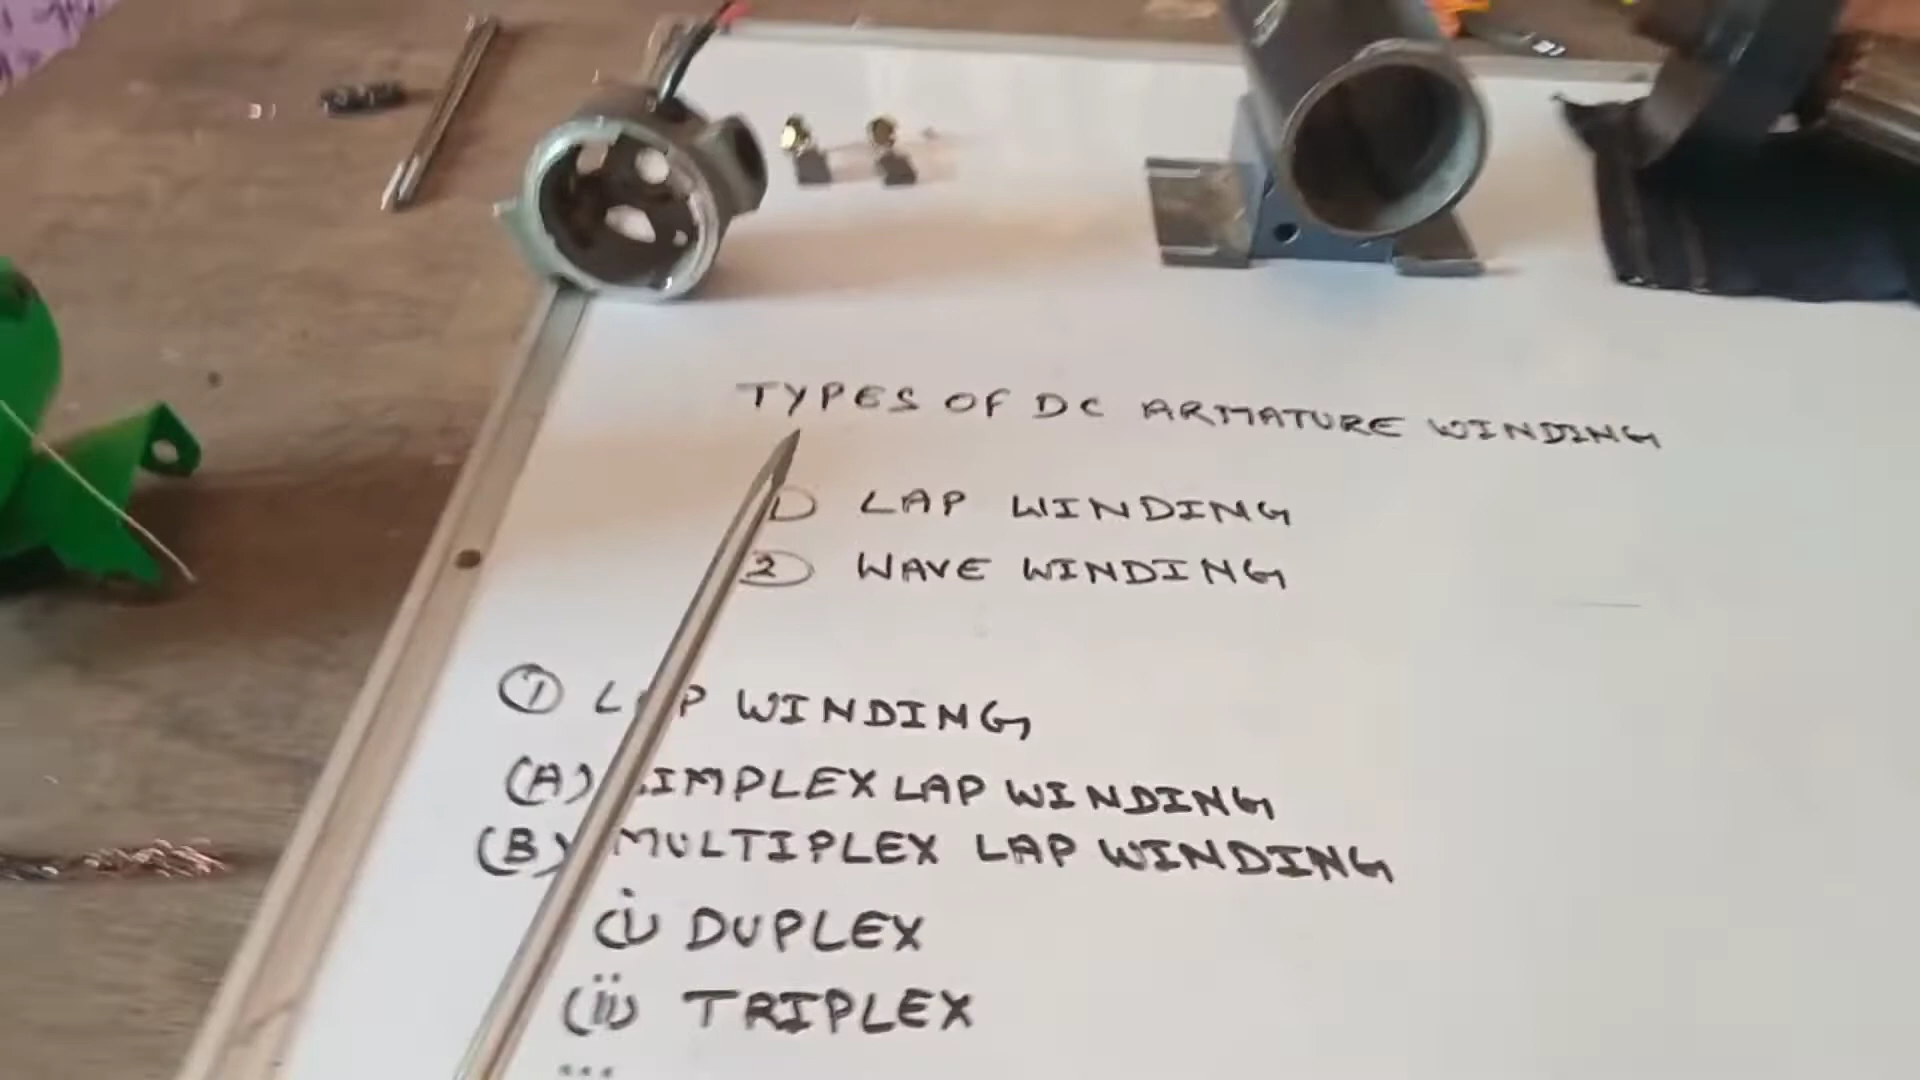 TYPES OF DC ARMATURE WINDING
1) LAP WINDING
2) WAVE WINDING
① LAP WINDING
(A) SIMPLEX LAP WINDING
(B) MULTIPLEX LAP WINDING
(i) DUPLEX
(ii) TRIPLEX